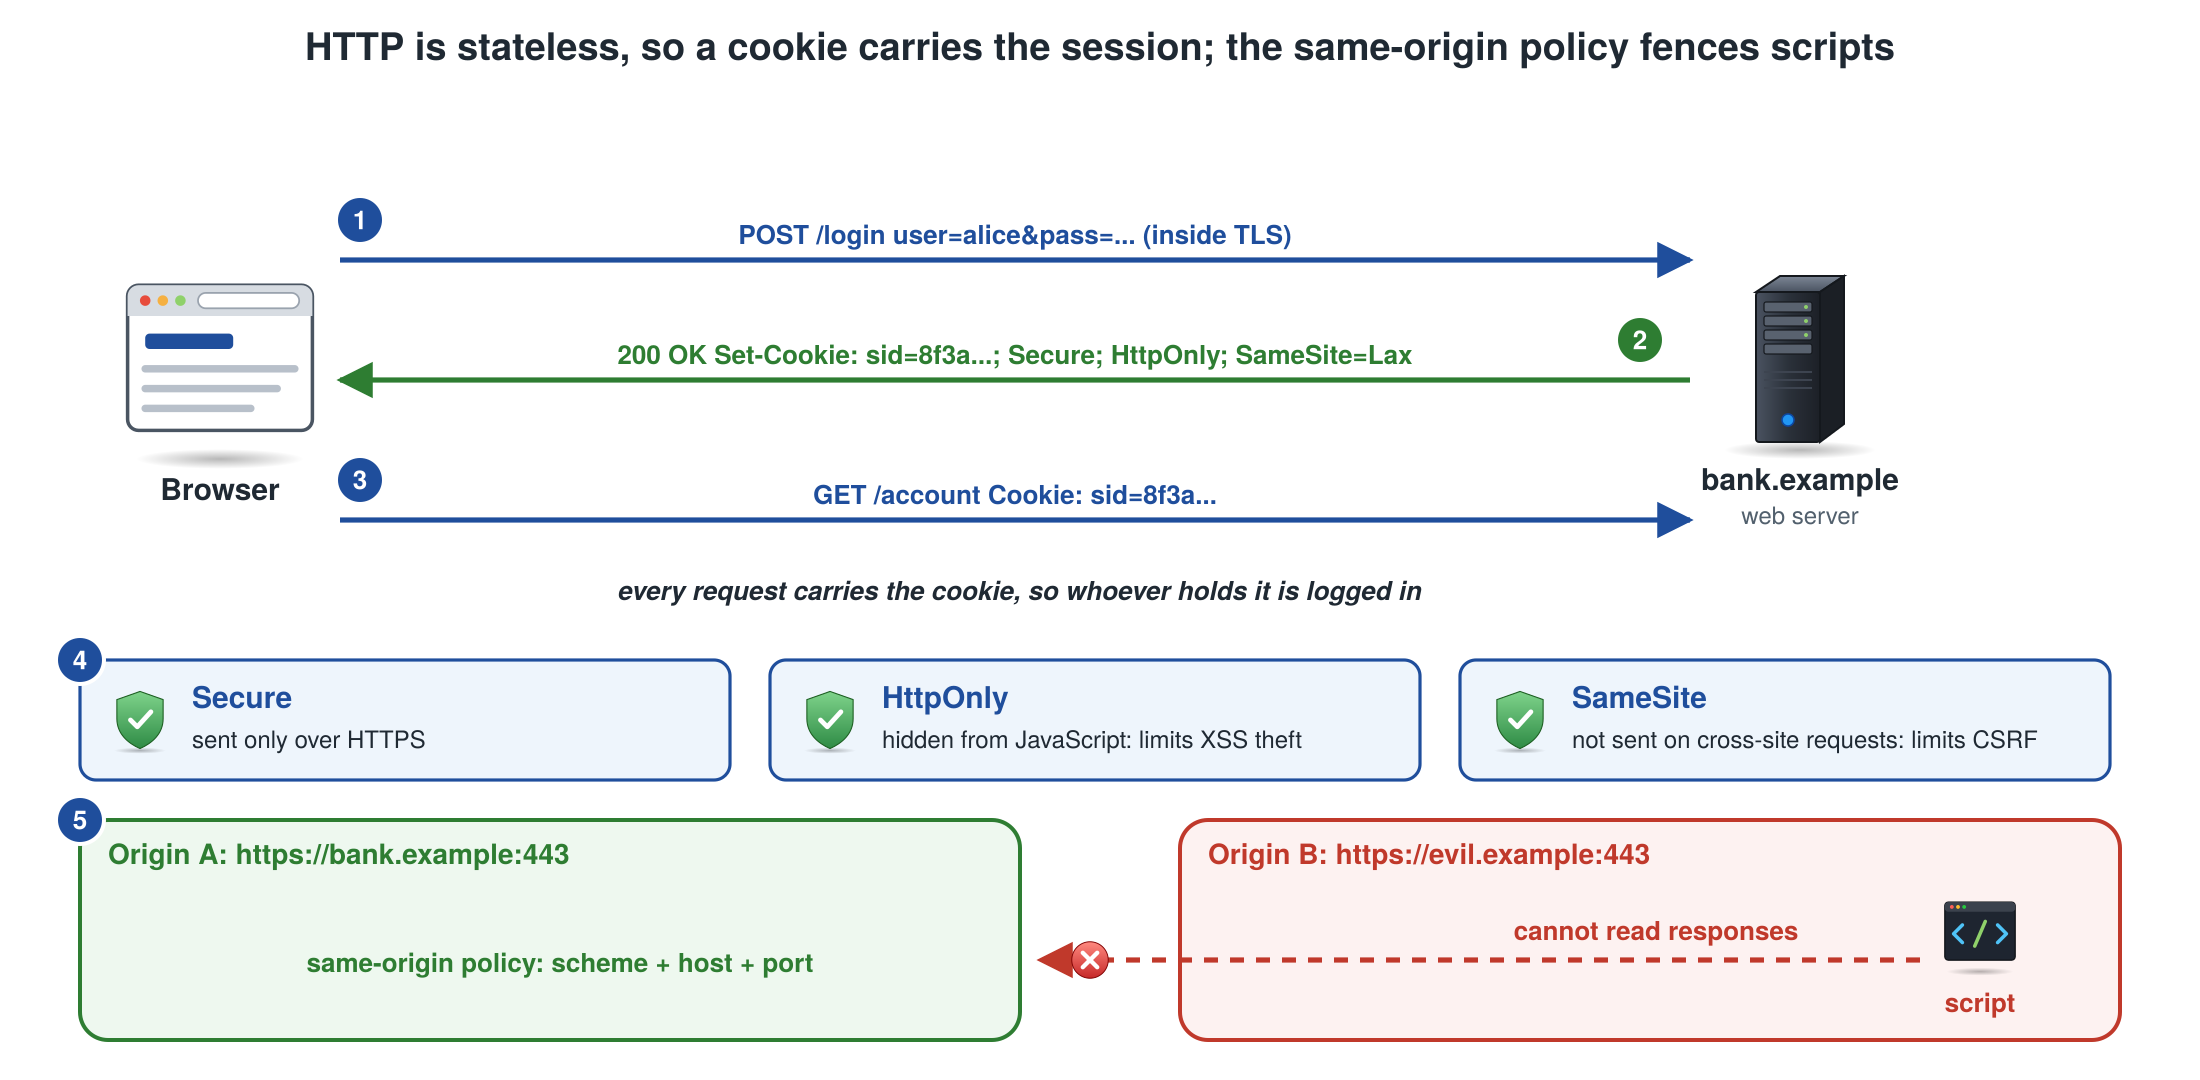 HTTP is stateless, so a cookie carries the session; the same-origin policy fences scripts
1
POST /login user=alice&pass=... (inside TLS)
2
200 OK Set-Cookie: sid=8f3a...; Secure; HttpOnly; SameSite=Lax
Browser
3
GET /account Cookie: sid=8f3a...
bank.example
web server
every request carries the cookie, so whoever holds it is logged in
4
Secure
sent only over HTTPS
HttpOnly
hidden from JavaScript: limits XSS theft
SameSite
not sent on cross-site requests: limits CSRF
5
Origin A: https://bank.example:443
same-origin policy: scheme + host + port
Origin B: https://evil.example:443
cannot read responses
script